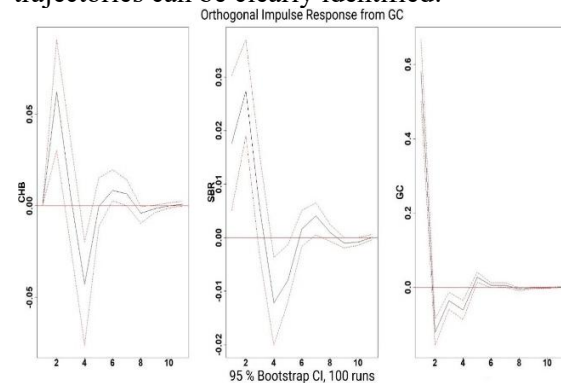 trajectories can be clearly identified.
Orthogonal Impulse Response from GC
CHB
0.05
0.00
-0.05
2 4 6 8 10
SBR
0.03
0.02
0.01
0.00
-0.01
-0.02
2 4 6 8 10
GC
0.6
0.4
0.2
0.0
2 4 6 8 10
95 % Bootstrap CI, 100 runs